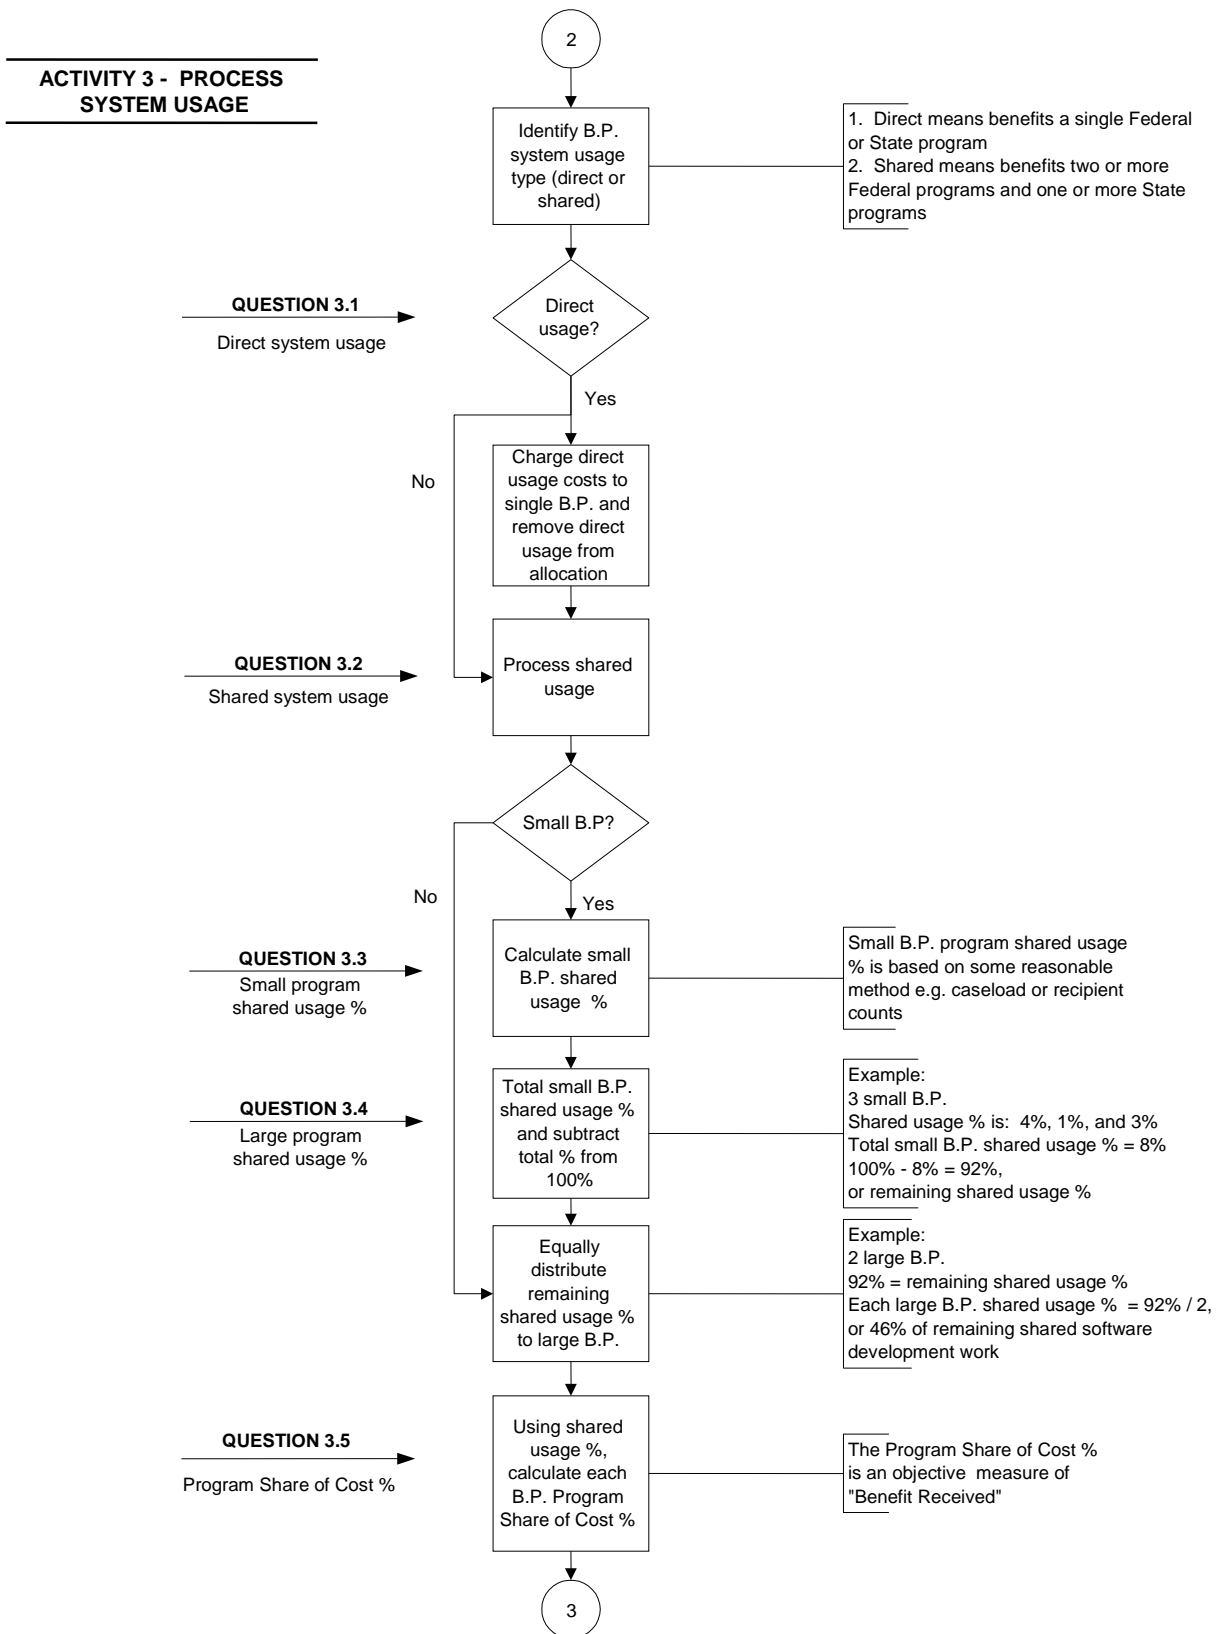 2
ACTIVITY 3 - PROCESS
SYSTEM USAGE
Identify B.P.
system usage
type (direct or
shared)
1. Direct means benefits a single Federal
or State program
2. Shared means benefits two or more
Federal programs and one or more State
programs
QUESTION 3.1
Direct system usage
Direct
usage?
Yes
No
Charge direct
usage costs to
single B.P. and
remove direct
usage from
allocation
QUESTION 3.2
Shared system usage
Process shared
usage
Small B.P?
No
Yes
QUESTION 3.3
Small program
shared usage %
Calculate small
B.P. shared
usage %
Small B.P. program shared usage
% is based on some reasonable
method e.g. caseload or recipient
counts
QUESTION 3.4
Large program
shared usage %
Total small B.P.
shared usage %
and subtract
total % from
100%
Example:
3 small B.P.
Shared usage % is: 4%, 1%, and 3%
Total small B.P. shared usage % = 8%
100% - 8% = 92%,
or remaining shared usage %
Equally
distribute
remaining
shared usage %
to large B.P.
Example:
2 large B.P.
92% = remaining shared usage %
Each large B.P. shared usage % = 92% / 2,
or 46% of remaining shared software
development work
QUESTION 3.5
Program Share of Cost %
Using shared
usage %,
calculate each
B.P. Program
Share of Cost %
The Program Share of Cost %
is an objective measure of
"Benefit Received"
3